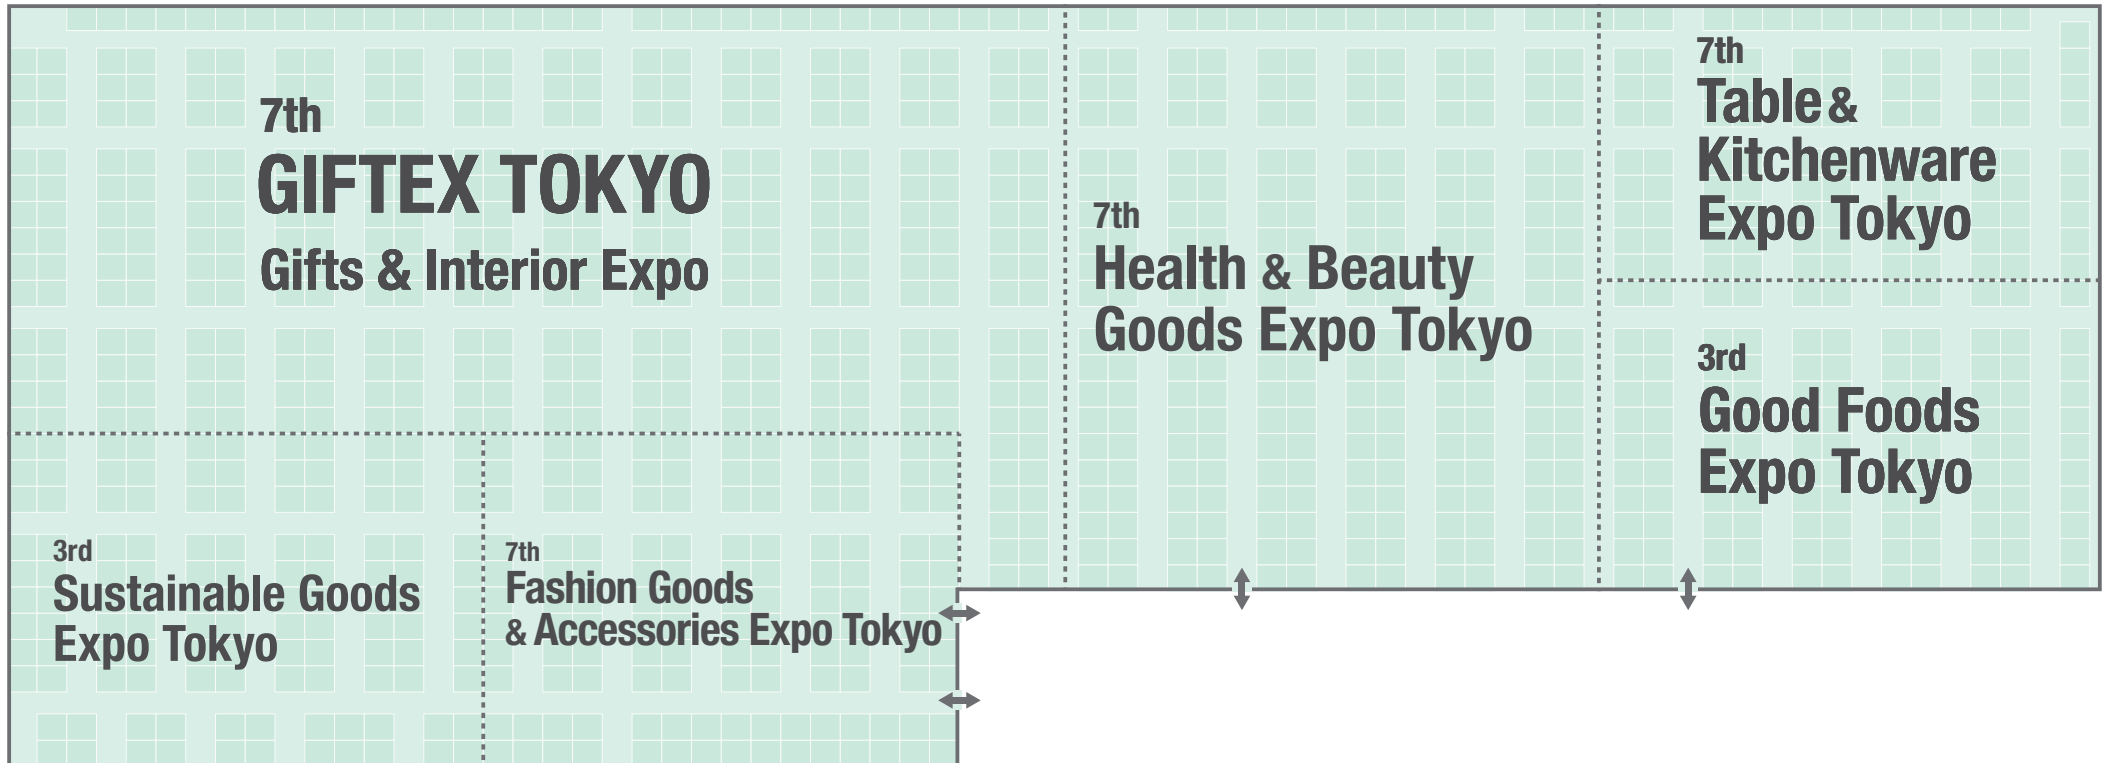 7th
GIFTEX TOKYO
Gifts & Interior Expo
7th
Health & Beauty
Goods Expo Tokyo
7th
Table &
Kitchenware
Expo Tokyo
3rd
Good Foods
Expo Tokyo
3rd
Sustainable Goods
Expo Tokyo
7th
Fashion Goods
& Accessories Expo Tokyo